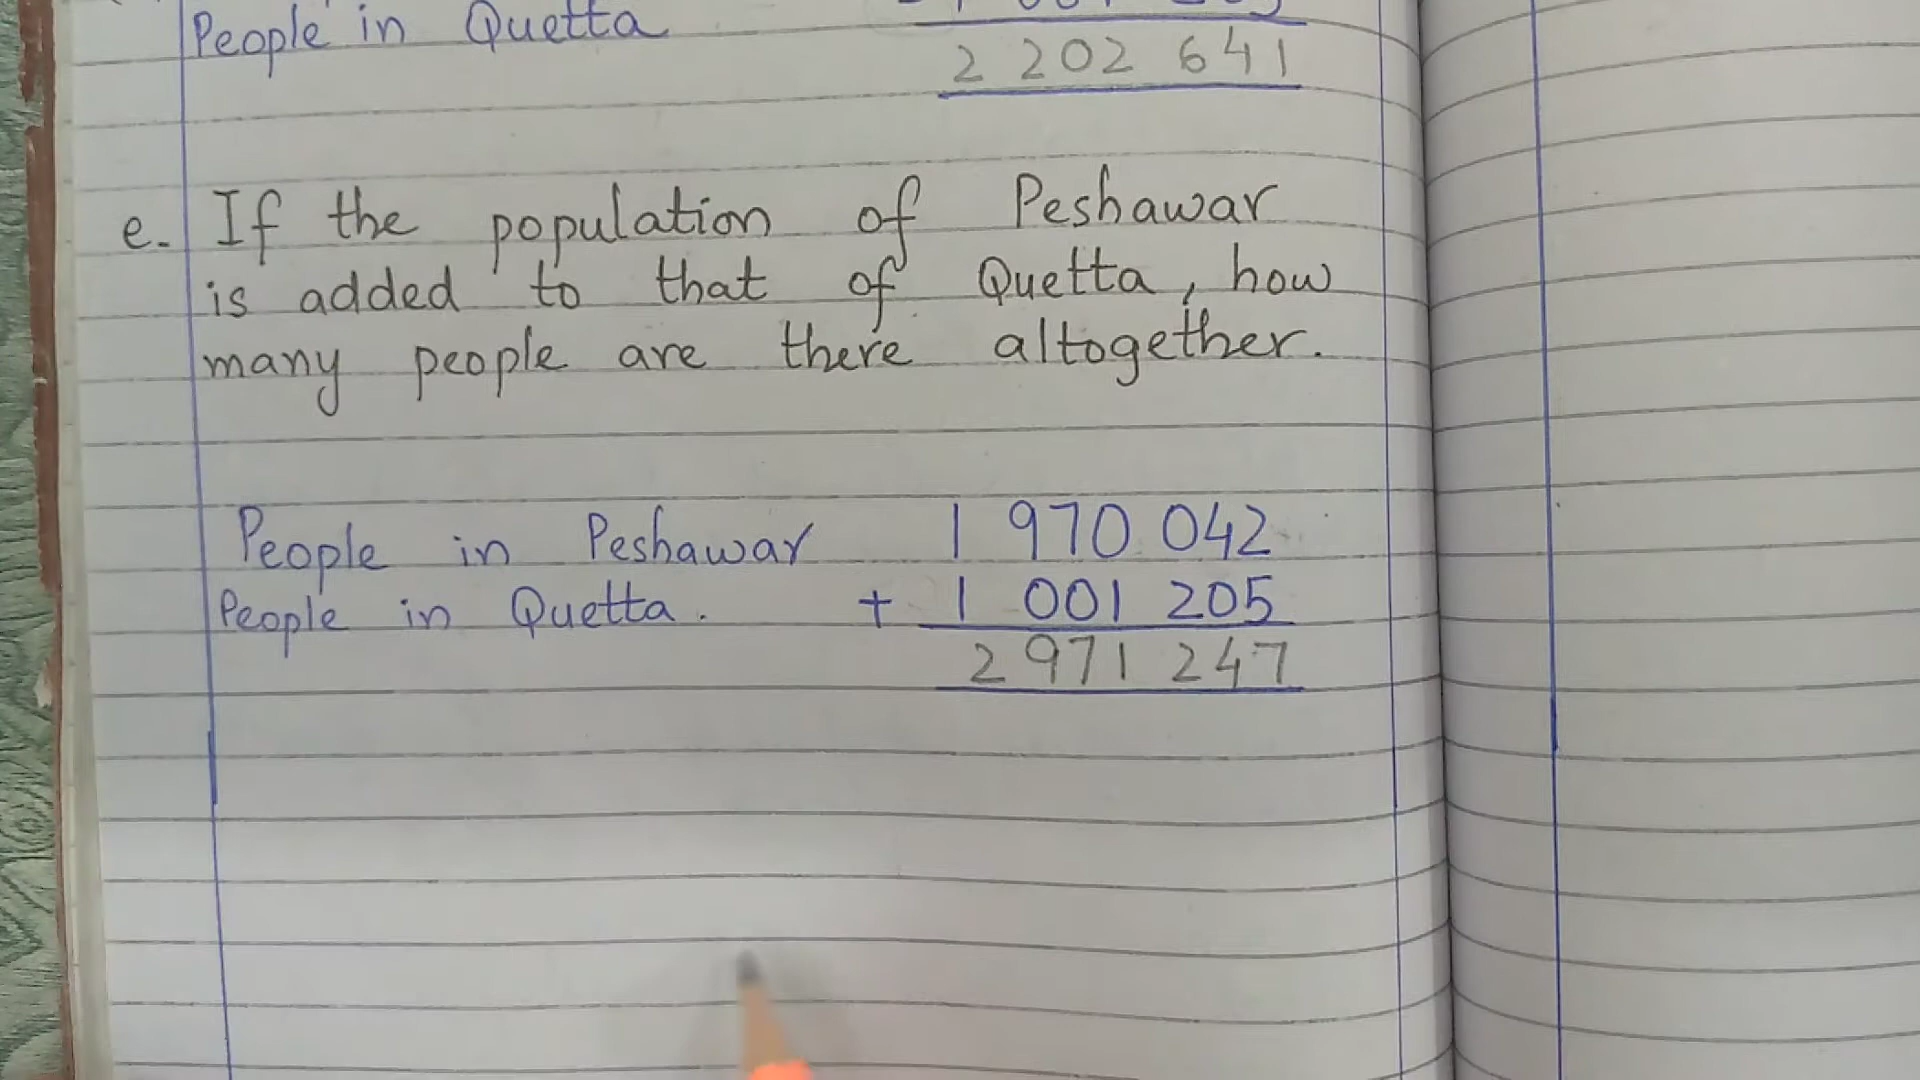 People in Quetta
2 202 641
e. If the population of Peshawar
is added to that of Quetta, how
many people are there altogether.
People in Peshawar 1 970 042
People in Quetta. + 1 001 205
2 971 247